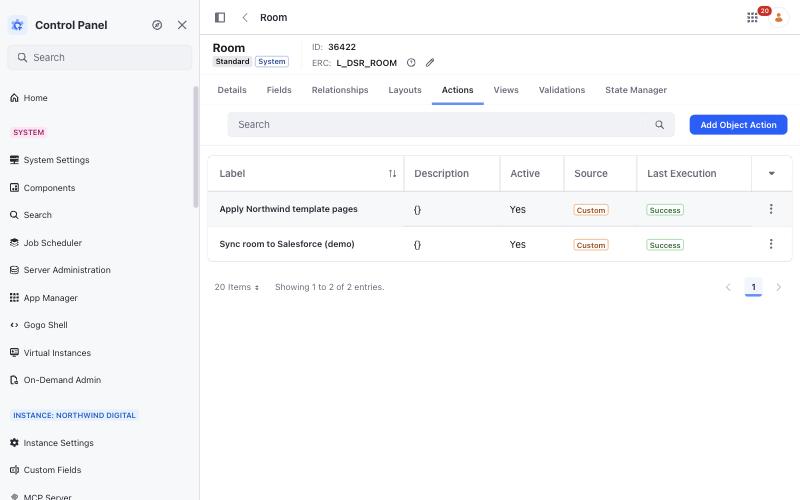 Control Panel
Search
Home
SYSTEM
System Settings
Components
Search
Job Scheduler
Server Administration
App Manager
Gogo Shell
Virtual Instances
On-Demand Admin
INSTANCE: NORTHWIND DIGITAL
Instance Settings
Custom Fields
MCP Server
Room
20
Room
Standard System
ID: 36422
ERC: L_DSR_ROOM
Details Fields Relationships Layouts Actions Views Validations State Manager
Search
Add Object Action
Label Description Active Source Last Execution
Apply Northwind template pages {} Yes Custom Success
Sync room to Salesforce (demo) {} Yes Custom Success
20 Items Showing 1 to 2 of 2 entries. 1